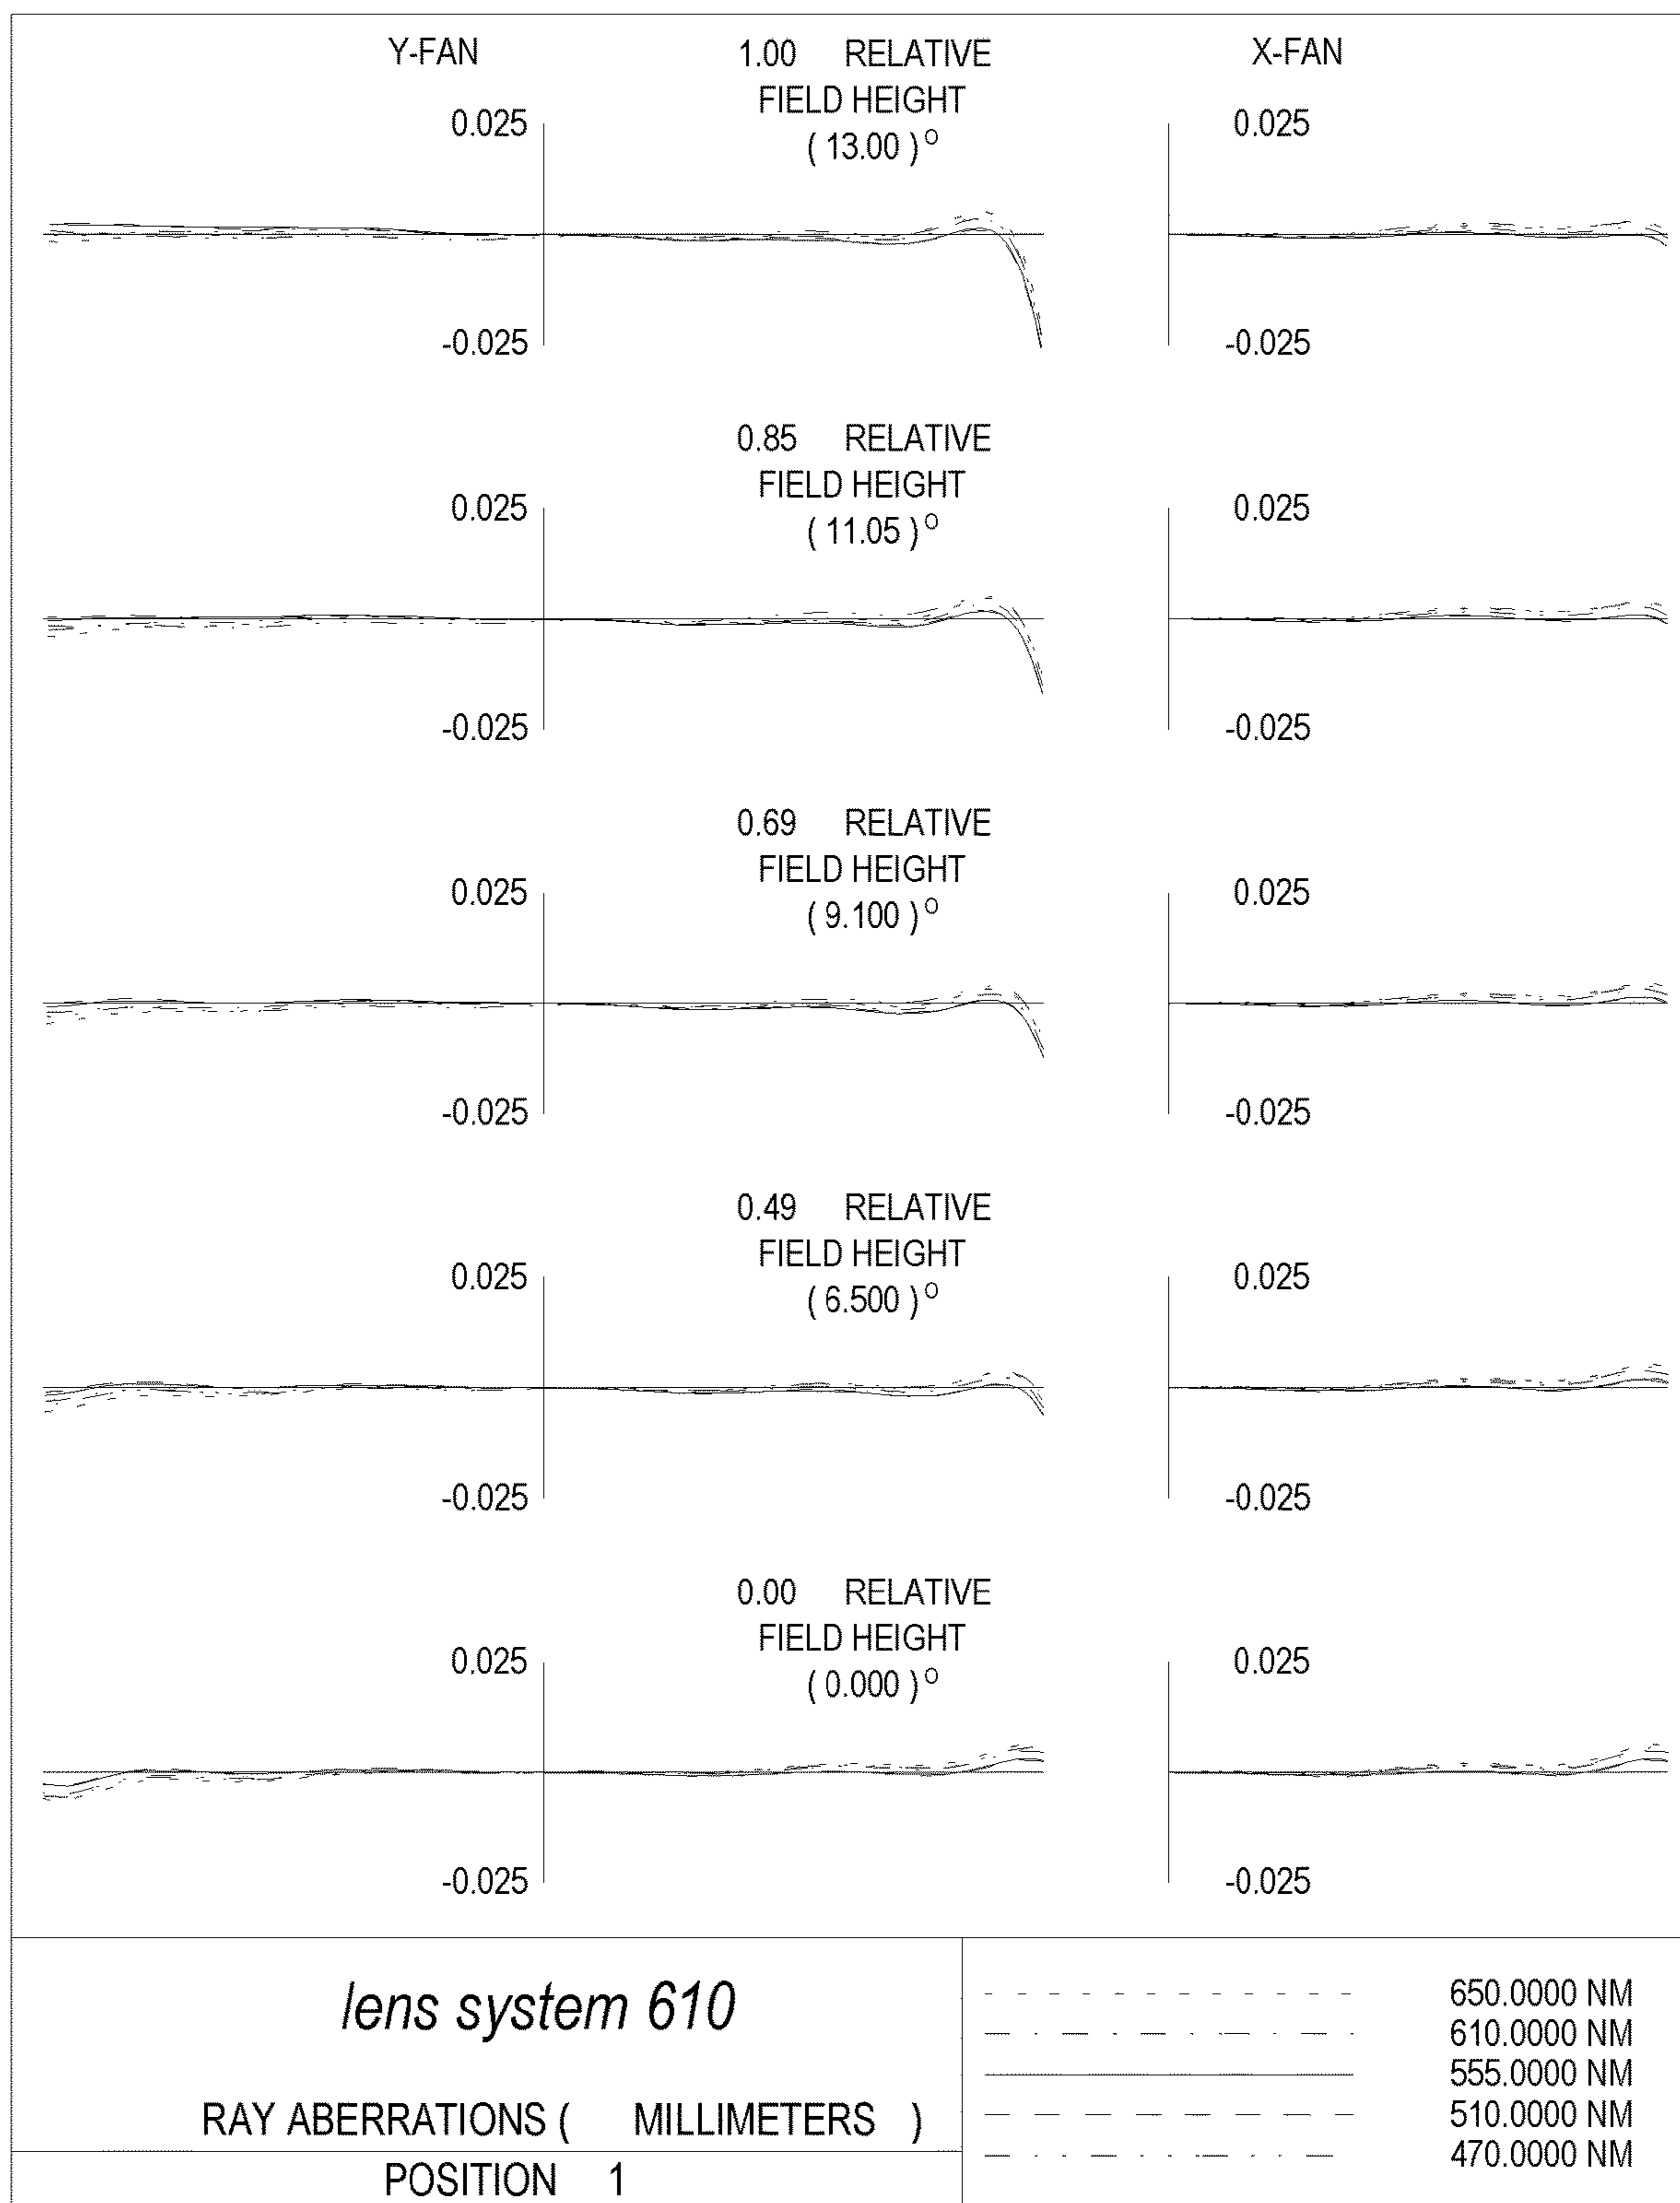 Y-FAN 1.00 RELATIVE X-FAN
FIELD HEIGHT
0.025 ( 13.00 ) O 0.025
-0.025 -0.025
0.85 RELATIVE
FIELD HEIGHT
0.025 ( 11.05 ) O 0.025
-0.025 -0.025
0.69 RELATIVE
FIELD HEIGHT
0.025 ( 9.100 ) O 0.025
-0.025 -0.025
0.49 RELATIVE
FIELD HEIGHT
0.025 ( 6.500 ) O 0.025
-0.025 -0.025
0.00 RELATIVE
FIELD HEIGHT
0.025 ( 0.000 ) O 0.025
-0.025 -0.025
lens system 610
RAY ABERRATIONS ( MILLIMETERS )
POSITION 1
650.0000 NM
610.0000 NM
555.0000 NM
510.0000 NM
470.0000 NM